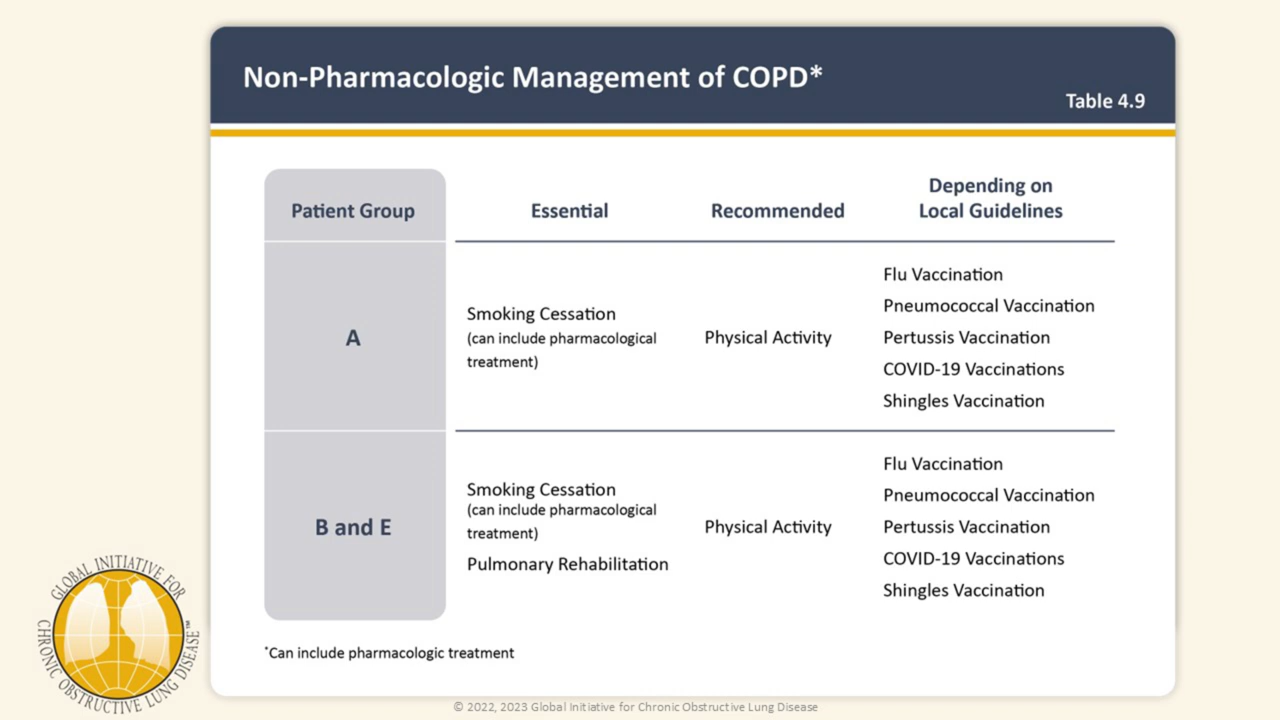 Non-Pharmacologic Management of COPD*
Table 4.9
Patient Group
Essential
Recommended
Depending on
Local Guidelines
A
Smoking Cessation
(can include pharmacological
treatment)
Physical Activity
Flu Vaccination
Pneumococcal Vaccination
Pertussis Vaccination
COVID-19 Vaccinations
Shingles Vaccination
B and E
Smoking Cessation
(can include pharmacological
treatment)
Pulmonary Rehabilitation
Physical Activity
Flu Vaccination
Pneumococcal Vaccination
Pertussis Vaccination
COVID-19 Vaccinations
Shingles Vaccination
*Can include pharmacologic treatment
GLOBAL INITIATIVE FOR
CHRONIC OBSTRUCTIVE LUNG DISEASE™
© 2022, 2023 Global Initiative for Chronic Obstructive Lung Disease